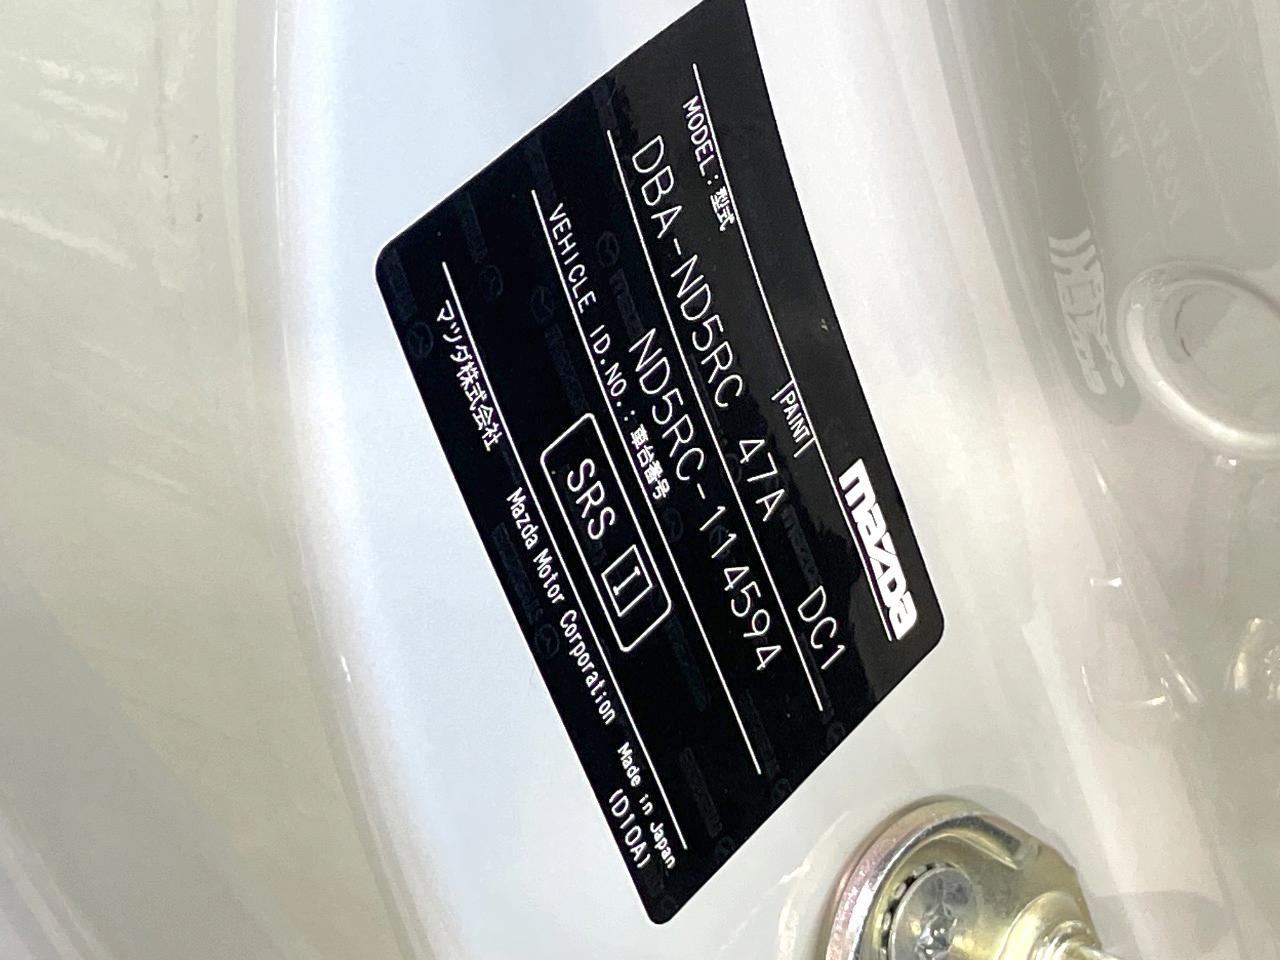 mazda
MODEL:型式 PAINT
DBA-ND5RC 47A DC1
VEHICLE ID.NO.:車台番号
ND5RC-114594
SRS I
マツダ株式会社 Mazda Motor Corporation Made in Japan
(D10A)